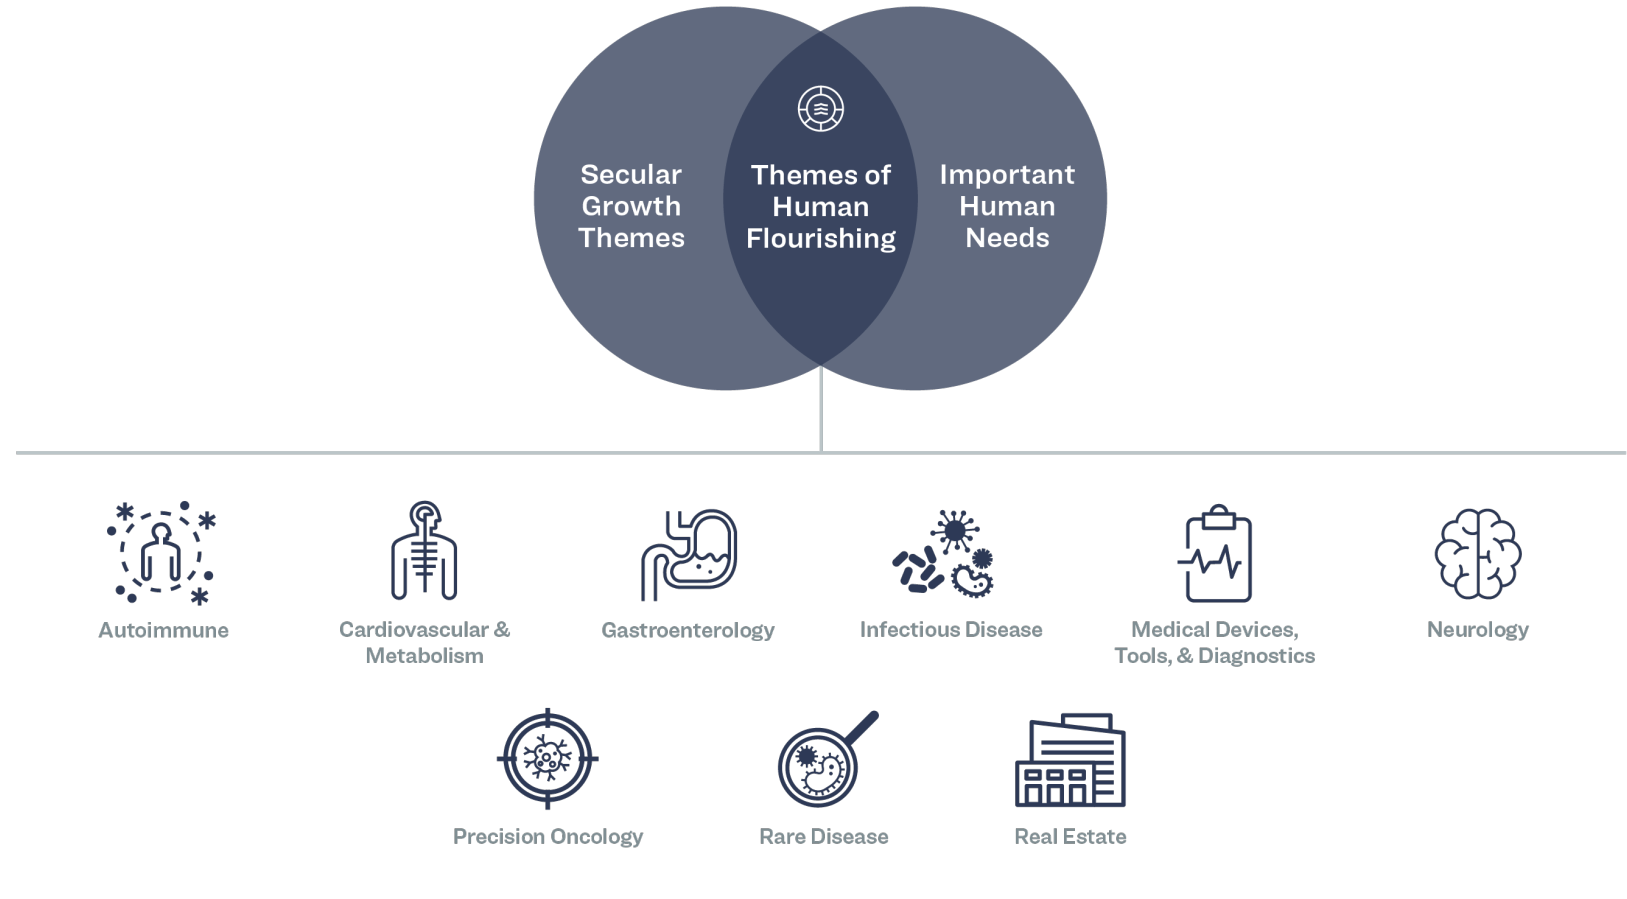 Secular
Growth
Themes
Themes of
Human
Flourishing
Important
Human
Needs
Autoimmune
Cardiovascular &
Metabolism
Gastroenterology
Infectious Disease
Medical Devices,
Tools, & Diagnostics
Neurology
Precision Oncology
Rare Disease
Real Estate